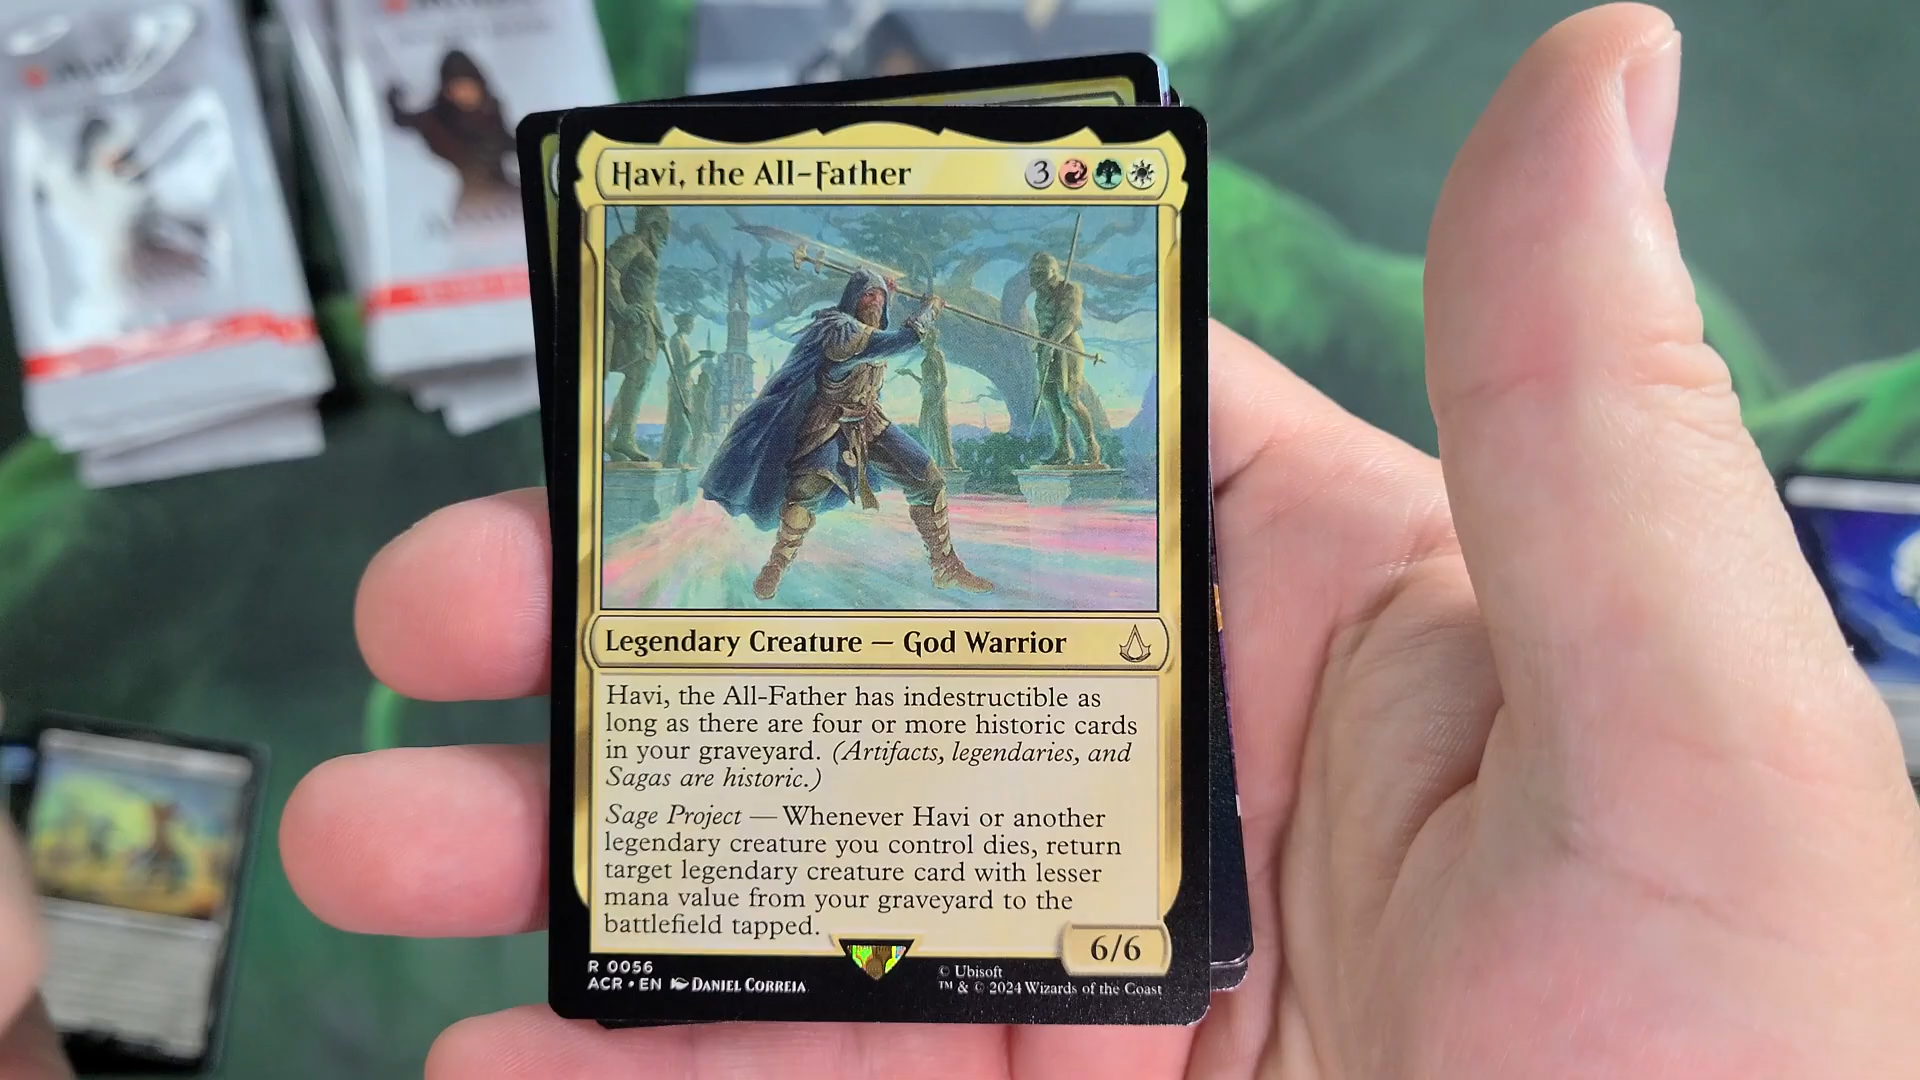 Havi, the All-Father
3
Legendary Creature — God Warrior
Havi, the All-Father has indestructible as
long as there are four or more historic cards
in your graveyard. (Artifacts, legendaries, and
Sagas are historic.)
Sage Project — Whenever Havi or another
legendary creature you control dies, return
target legendary creature card with lesser
mana value from your graveyard to the
battlefield tapped.
6/6
R 0056
ACR • EN Daniel Correia
© Ubisoft
™ & © 2024 Wizards of the Coast